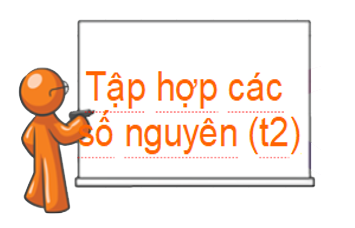 Tập hợp các
số nguyên (t2)